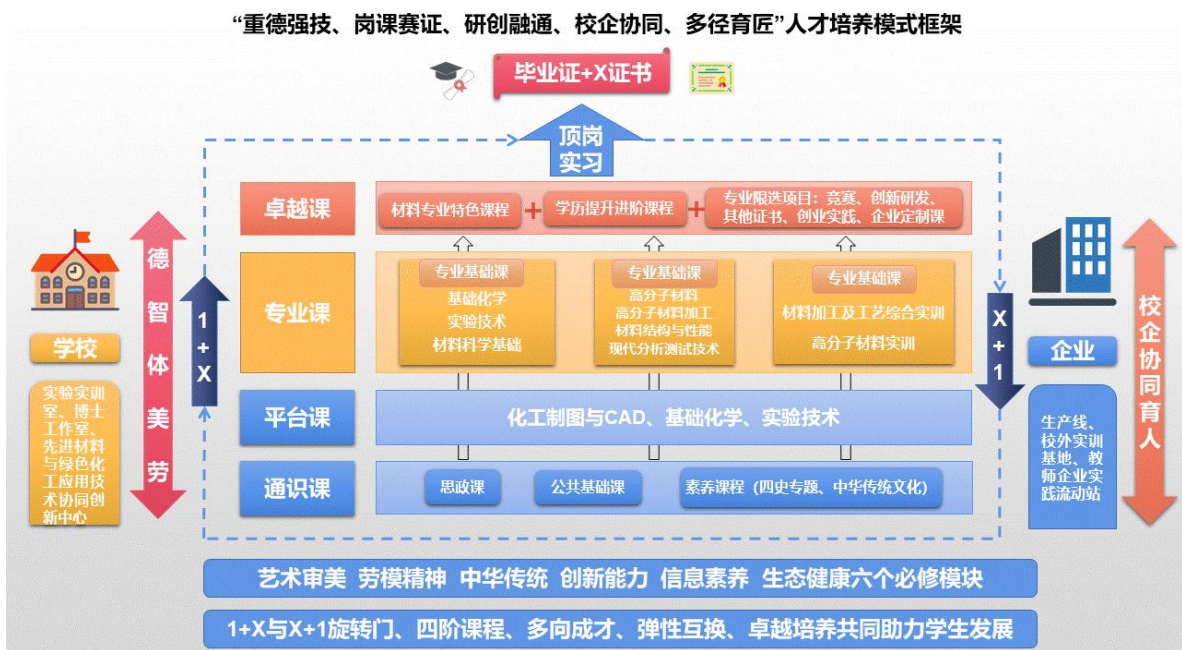 “重德强技、岗课赛证、研创融通、校企协同、多径育匠”人才培养模式框架
毕业证+X证书
顶岗
实习
卓越课
材料专业特色课程
+
学历提升进阶课程
+
专业限选项目：竞赛、创新研发、
其他证书、创业实践、企业定制课
专业课
专业基础课
基础化学
实验技术
材料科学基础
专业基础课
高分子材料
高分子材料加工
材料结构与性能
现代分析测试技术
专业基础课
材料加工及工艺综合实训
高分子材料实训
平台课
化工制图与CAD、基础化学、实验技术
通识课
思政课
公共基础课
素养课程（四史专题、中华传统文化）
学校
实验实训
室、博士
工作室、
先进材料
与绿色化
工应用技
术协同创
新中心
德智体美劳
1+X
X+1
企业
生产线、
校外实训
基地、教
师企业实
践流动站
校企协同育人
艺术审美 劳模精神 中华传统 创新能力 信息素养 生态健康六个必修模块
1+X与X+1旋转门、四阶课程、多向成才、弹性互换、卓越培养共同助力学生发展